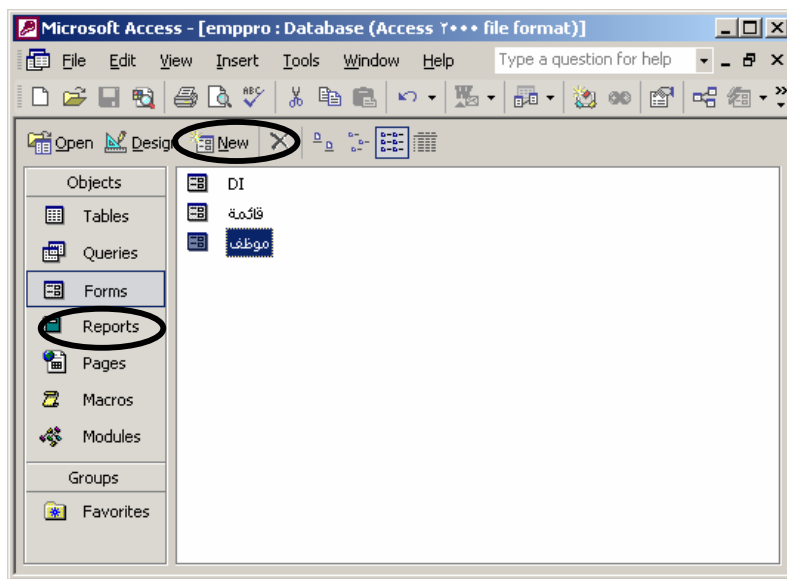 Microsoft Access - [emppro : Database (Access ٢٠٠٠ file format)]
File Edit View Insert Tools Window Help Type a question for help
Open Design New
Objects
Tables
Queries
Forms
Reports
Pages
Macros
Modules
Groups
Favorites
DI
قائمة
موظف